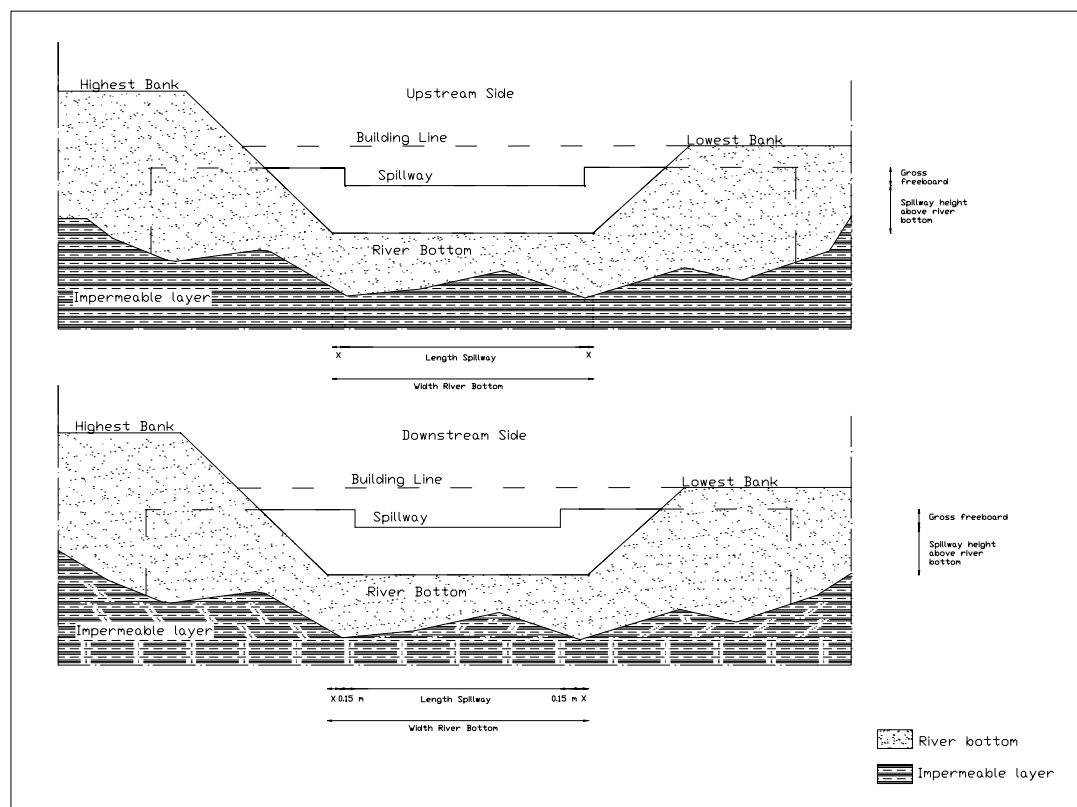 Highest Bank
Upstream Side
Building Line
Lowest Bank
Spillway
Gross
freeboard
Spillway height
above river
bottom
River Bottom
Impermeable layer
X
Length Spillway
X
Width River Bottom
Highest Bank
Downstream Side
Building Line
Lowest Bank
Spillway
Gross freeboard
Spillway height
above river
bottom
River Bottom
Impermeable layer
X 0.15 m Length Spillway 0.15 m X
Width River Bottom
River bottom
Impermeable layer